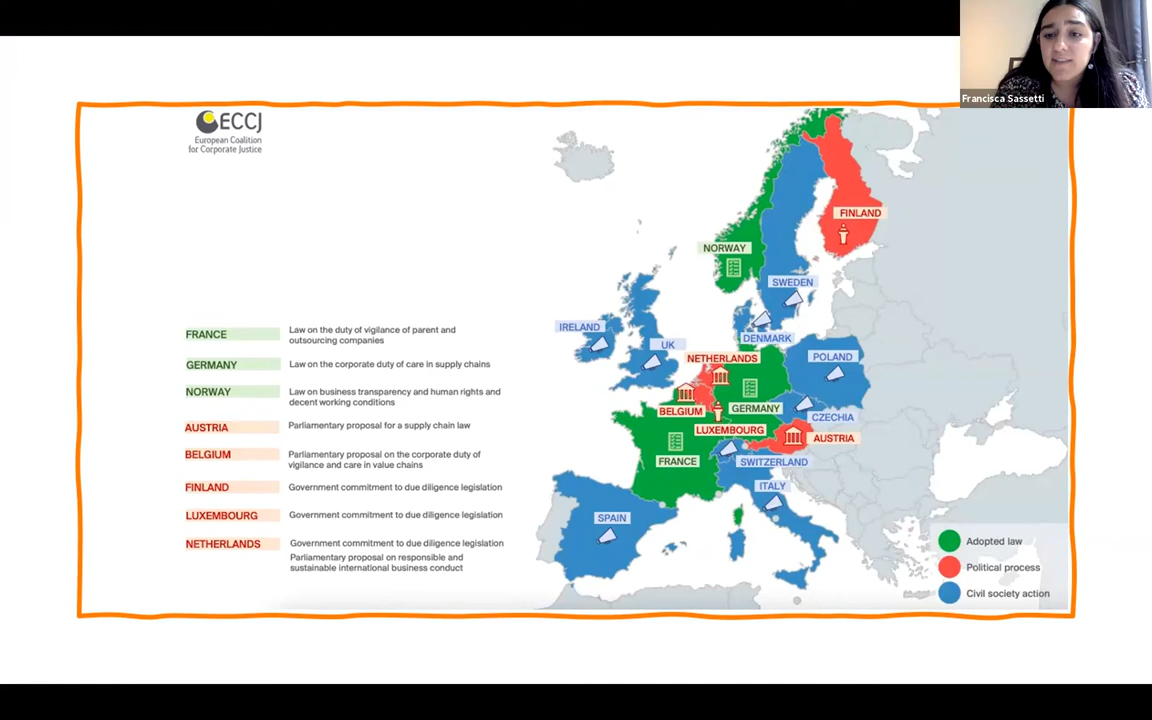 Francisca Sassetti
ECCJ
European Coalition
for Corporate Justice
FRANCE
Law on the duty of vigilance of parent and
outsourcing companies
GERMANY
Law on the corporate duty of care in supply chains
NORWAY
Law on business transparency and human rights and
decent working conditions
AUSTRIA
Parliamentary proposal for a supply chain law
BELGIUM
Parliamentary proposal on the corporate duty of
vigilance and care in value chains
FINLAND
Government commitment to due diligence legislation
LUXEMBOURG
Government commitment to due diligence legislation
NETHERLANDS
Government commitment to due diligence legislation
Parliamentary proposal on responsible and
sustainable international business conduct
FINLAND
NORWAY
SWEDEN
IRELAND
UK
DENMARK
NETHERLANDS
POLAND
BELGIUM
GERMANY
CZECHIA
LUXEMBOURG
AUSTRIA
FRANCE
SWITZERLAND
ITALY
SPAIN
Adopted law
Political process
Civil society action